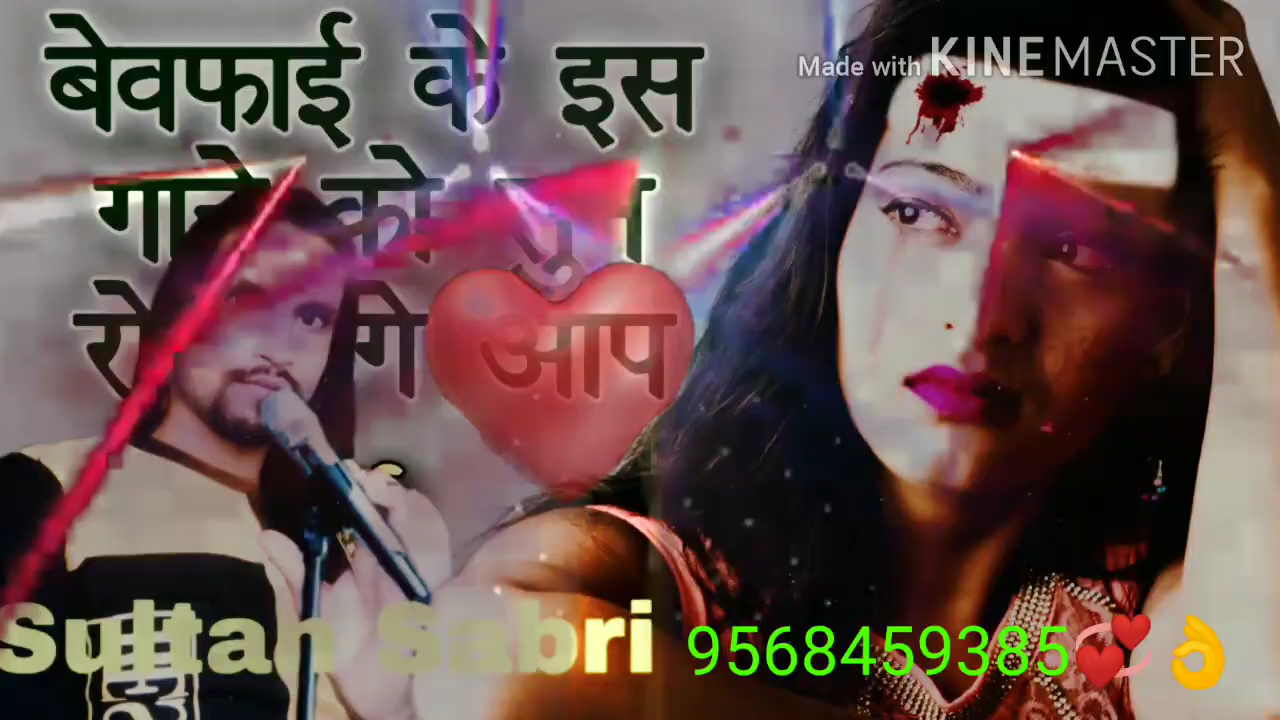 Made with KINEMASTER
बेवफाई के इस
गाने को सुन
गे आप
Sultan Sabri
9568459385